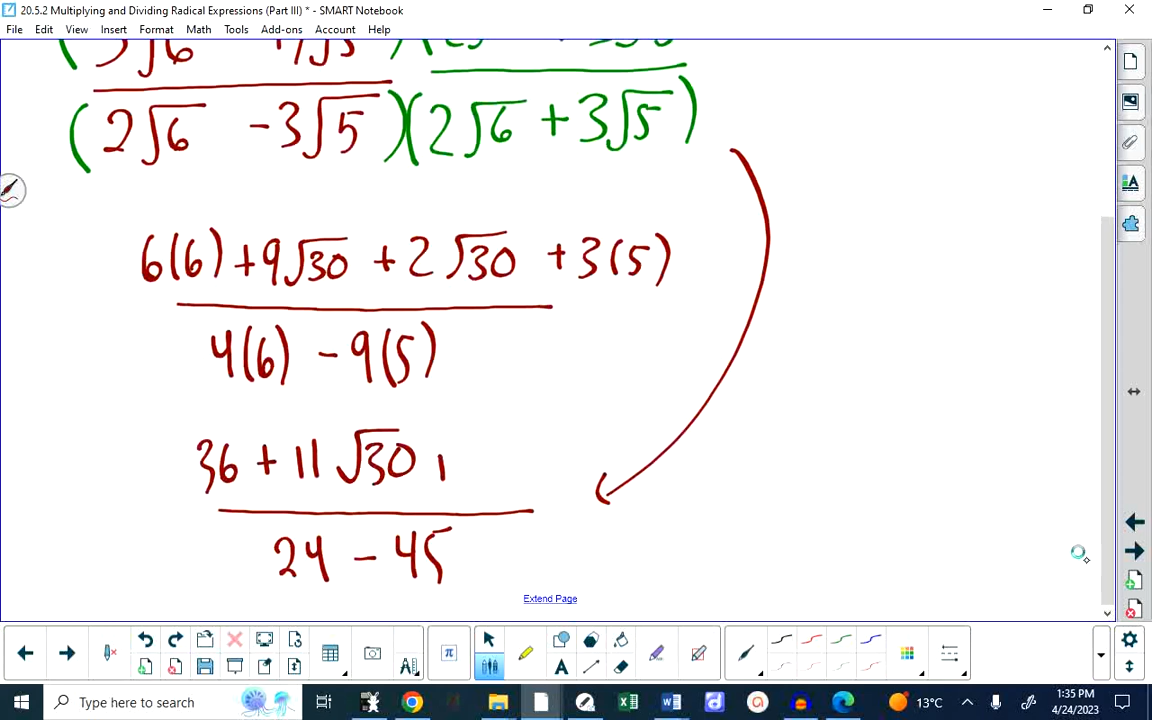 20.5.2 Multiplying and Dividing Radical Expressions (Part III) * - SMART Notebook
File Edit View Insert Format Math Tools Add-ons Account Help
(2√6 -3√5)(2√6 +3√5)
6(6)+9√30 +2√30 +3(5)
4(6) -9(5)
36 + 11√30
24 - 45
Extend Page
π
A
Type here to search
13°C
1:35 PM
4/24/2023